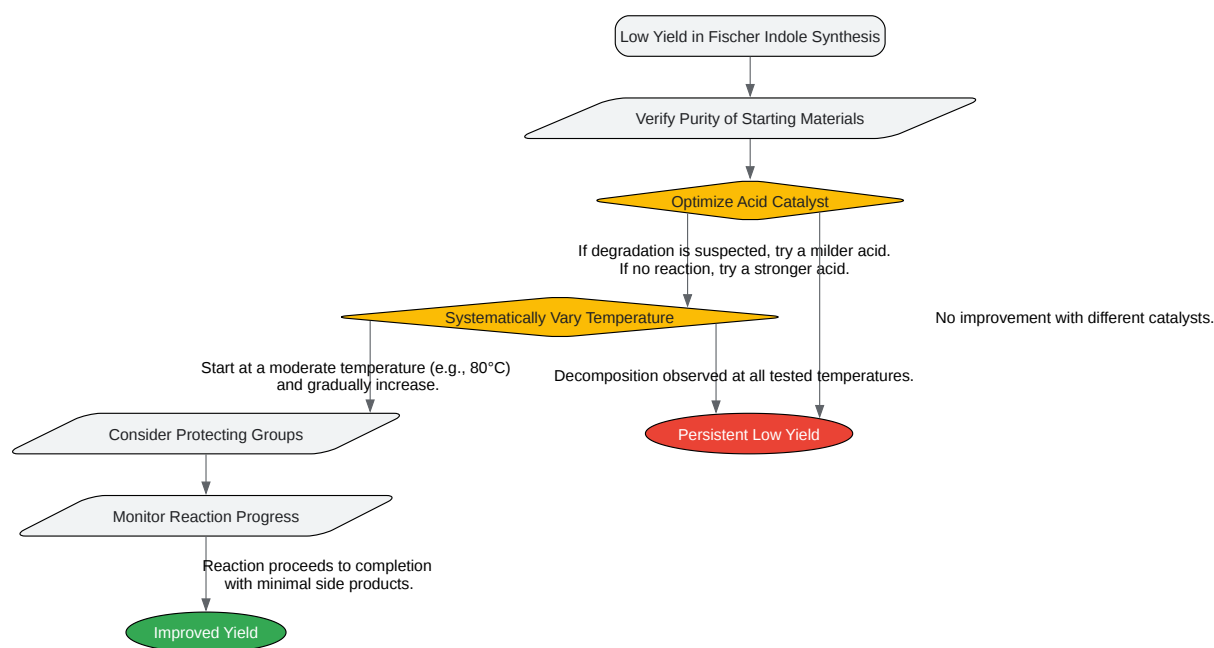 Low Yield in Fischer Indole Synthesis
Verify Purity of Starting Materials
Optimize Acid Catalyst
If degradation is suspected, try a milder acid.
If no reaction, try a stronger acid.
Systematically Vary Temperature
No improvement with different catalysts.
Start at a moderate temperature (e.g., 80°C)
and gradually increase.
Decomposition observed at all tested temperatures.
Consider Protecting Groups
Persistent Low Yield
Monitor Reaction Progress
Reaction proceeds to completion
with minimal side products.
Improved Yield